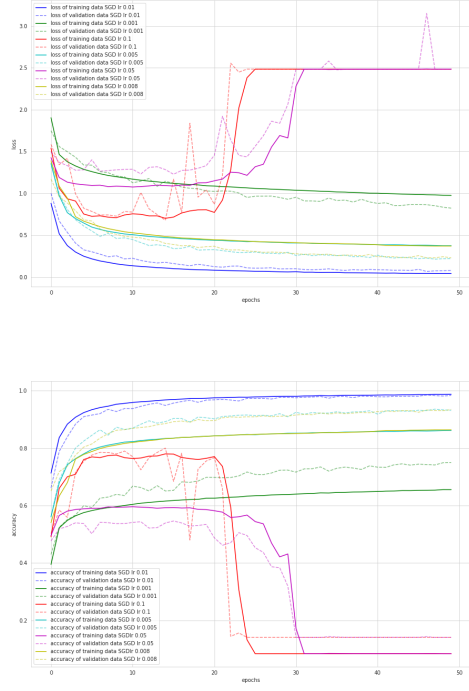 loss of training data SGD lr 0.01
loss of validation data SGD lr 0.01
loss of training data SGD lr 0.001
loss of validation data SGD lr 0.001
loss of training data SGD lr 0.1
loss of validation data SGD lr 0.1
loss of training data SGD lr 0.005
loss of validation data SGD lr 0.005
loss of training data SGD lr 0.05
loss of validation data SGD lr 0.05
loss of training data SGD lr 0.008
loss of validation data SGD lr 0.008
3.0
2.5
2.0
1.5
1.0
0.5
0.0
loss
0 10 20 30 40 50
epochs
1.0
0.8
0.6
0.4
0.2
accuracy
accuracy of training data SGD lr 0.01
accuracy of validation data SGD lr 0.01
accuracy of training data SGD lr 0.001
accuracy of validation data SGD lr 0.001
accuracy of training data SGDlr 0.1
accuracy of validation data SGD lr 0.1
accuracy of training data SGD lr 0.005
accuracy of validation data SGD lr 0.005
accuracy of training data SGD lr 0.05
accuracy of validation data SGD lr 0.05
accuracy of training data SGD lr 0.008
accuracy of validation data SGD lr 0.008
0 10 20 30 40 50
epochs